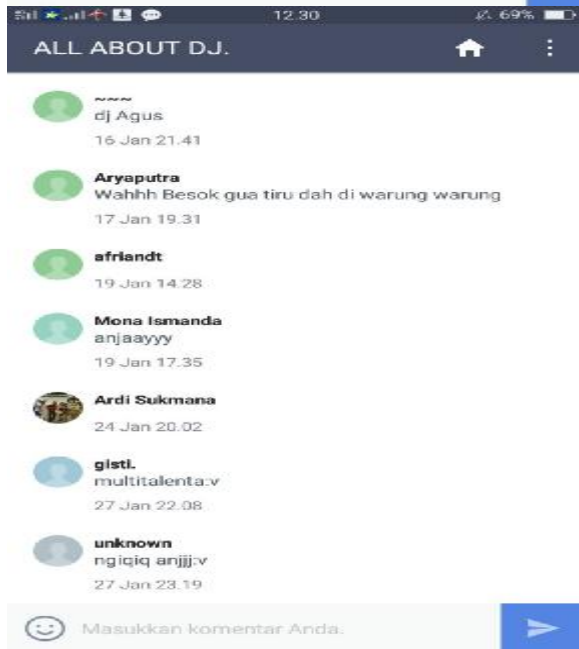 12.30
69%
ALL ABOUT DJ.
~~~
dj Agus
16 Jan 21.41
Aryaputra
Wahhh Besok gua tiru dah di warung warung
17 Jan 19.31
afriandt
19 Jan 14.28
Mona Ismanda
anjaayyy
19 Jan 17.35
Ardi Sukmana
24 Jan 20.02
gisti.
multitalenta:v
27 Jan 22.08
unknown
ngiqiq anjjj:v
27 Jan 23.19
Masukkan komentar Anda.